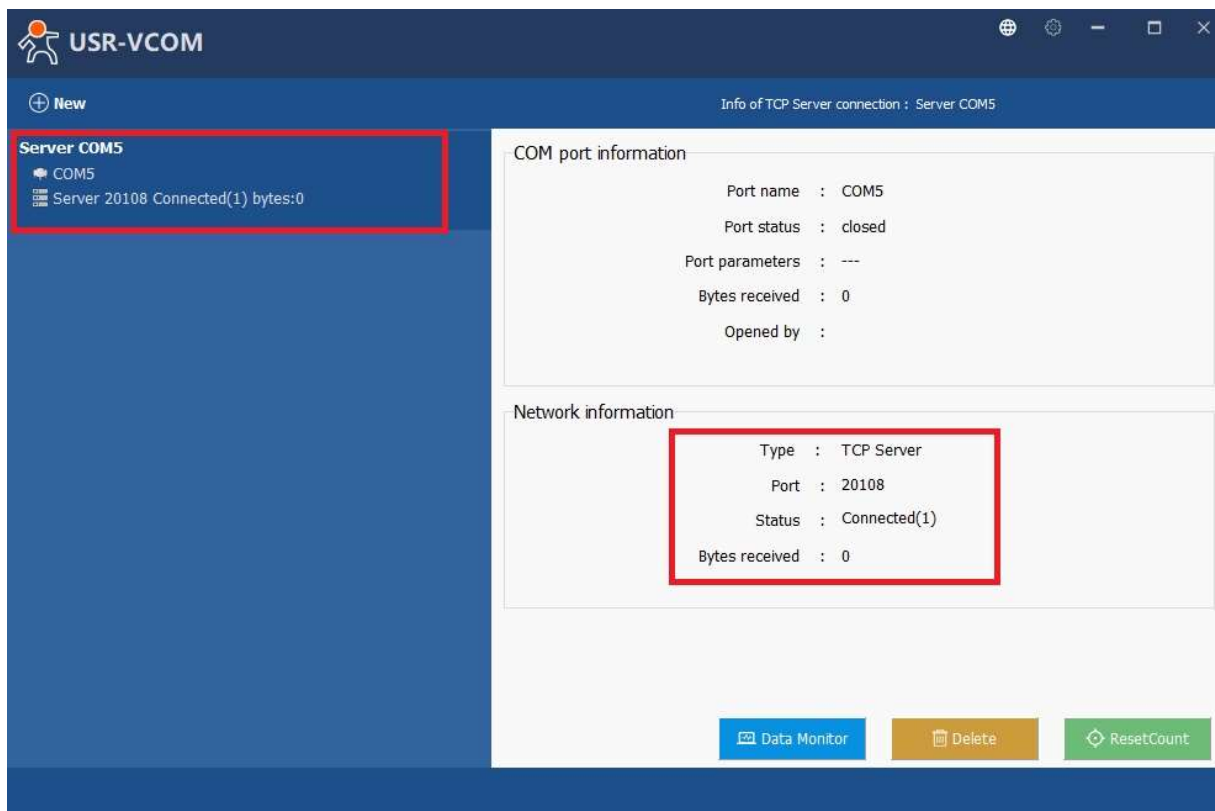 USR-VCOM
New
Info of TCP Server connection : Server COM5
Server COM5
COM5
Server 20108 Connected(1) bytes:0
COM port information
Port name : COM5
Port status : closed
Port parameters : ---
Bytes received : 0
Opened by :
Network information
Type : TCP Server
Port : 20108
Status : Connected(1)
Bytes received : 0
Data Monitor
Delete
ResetCount